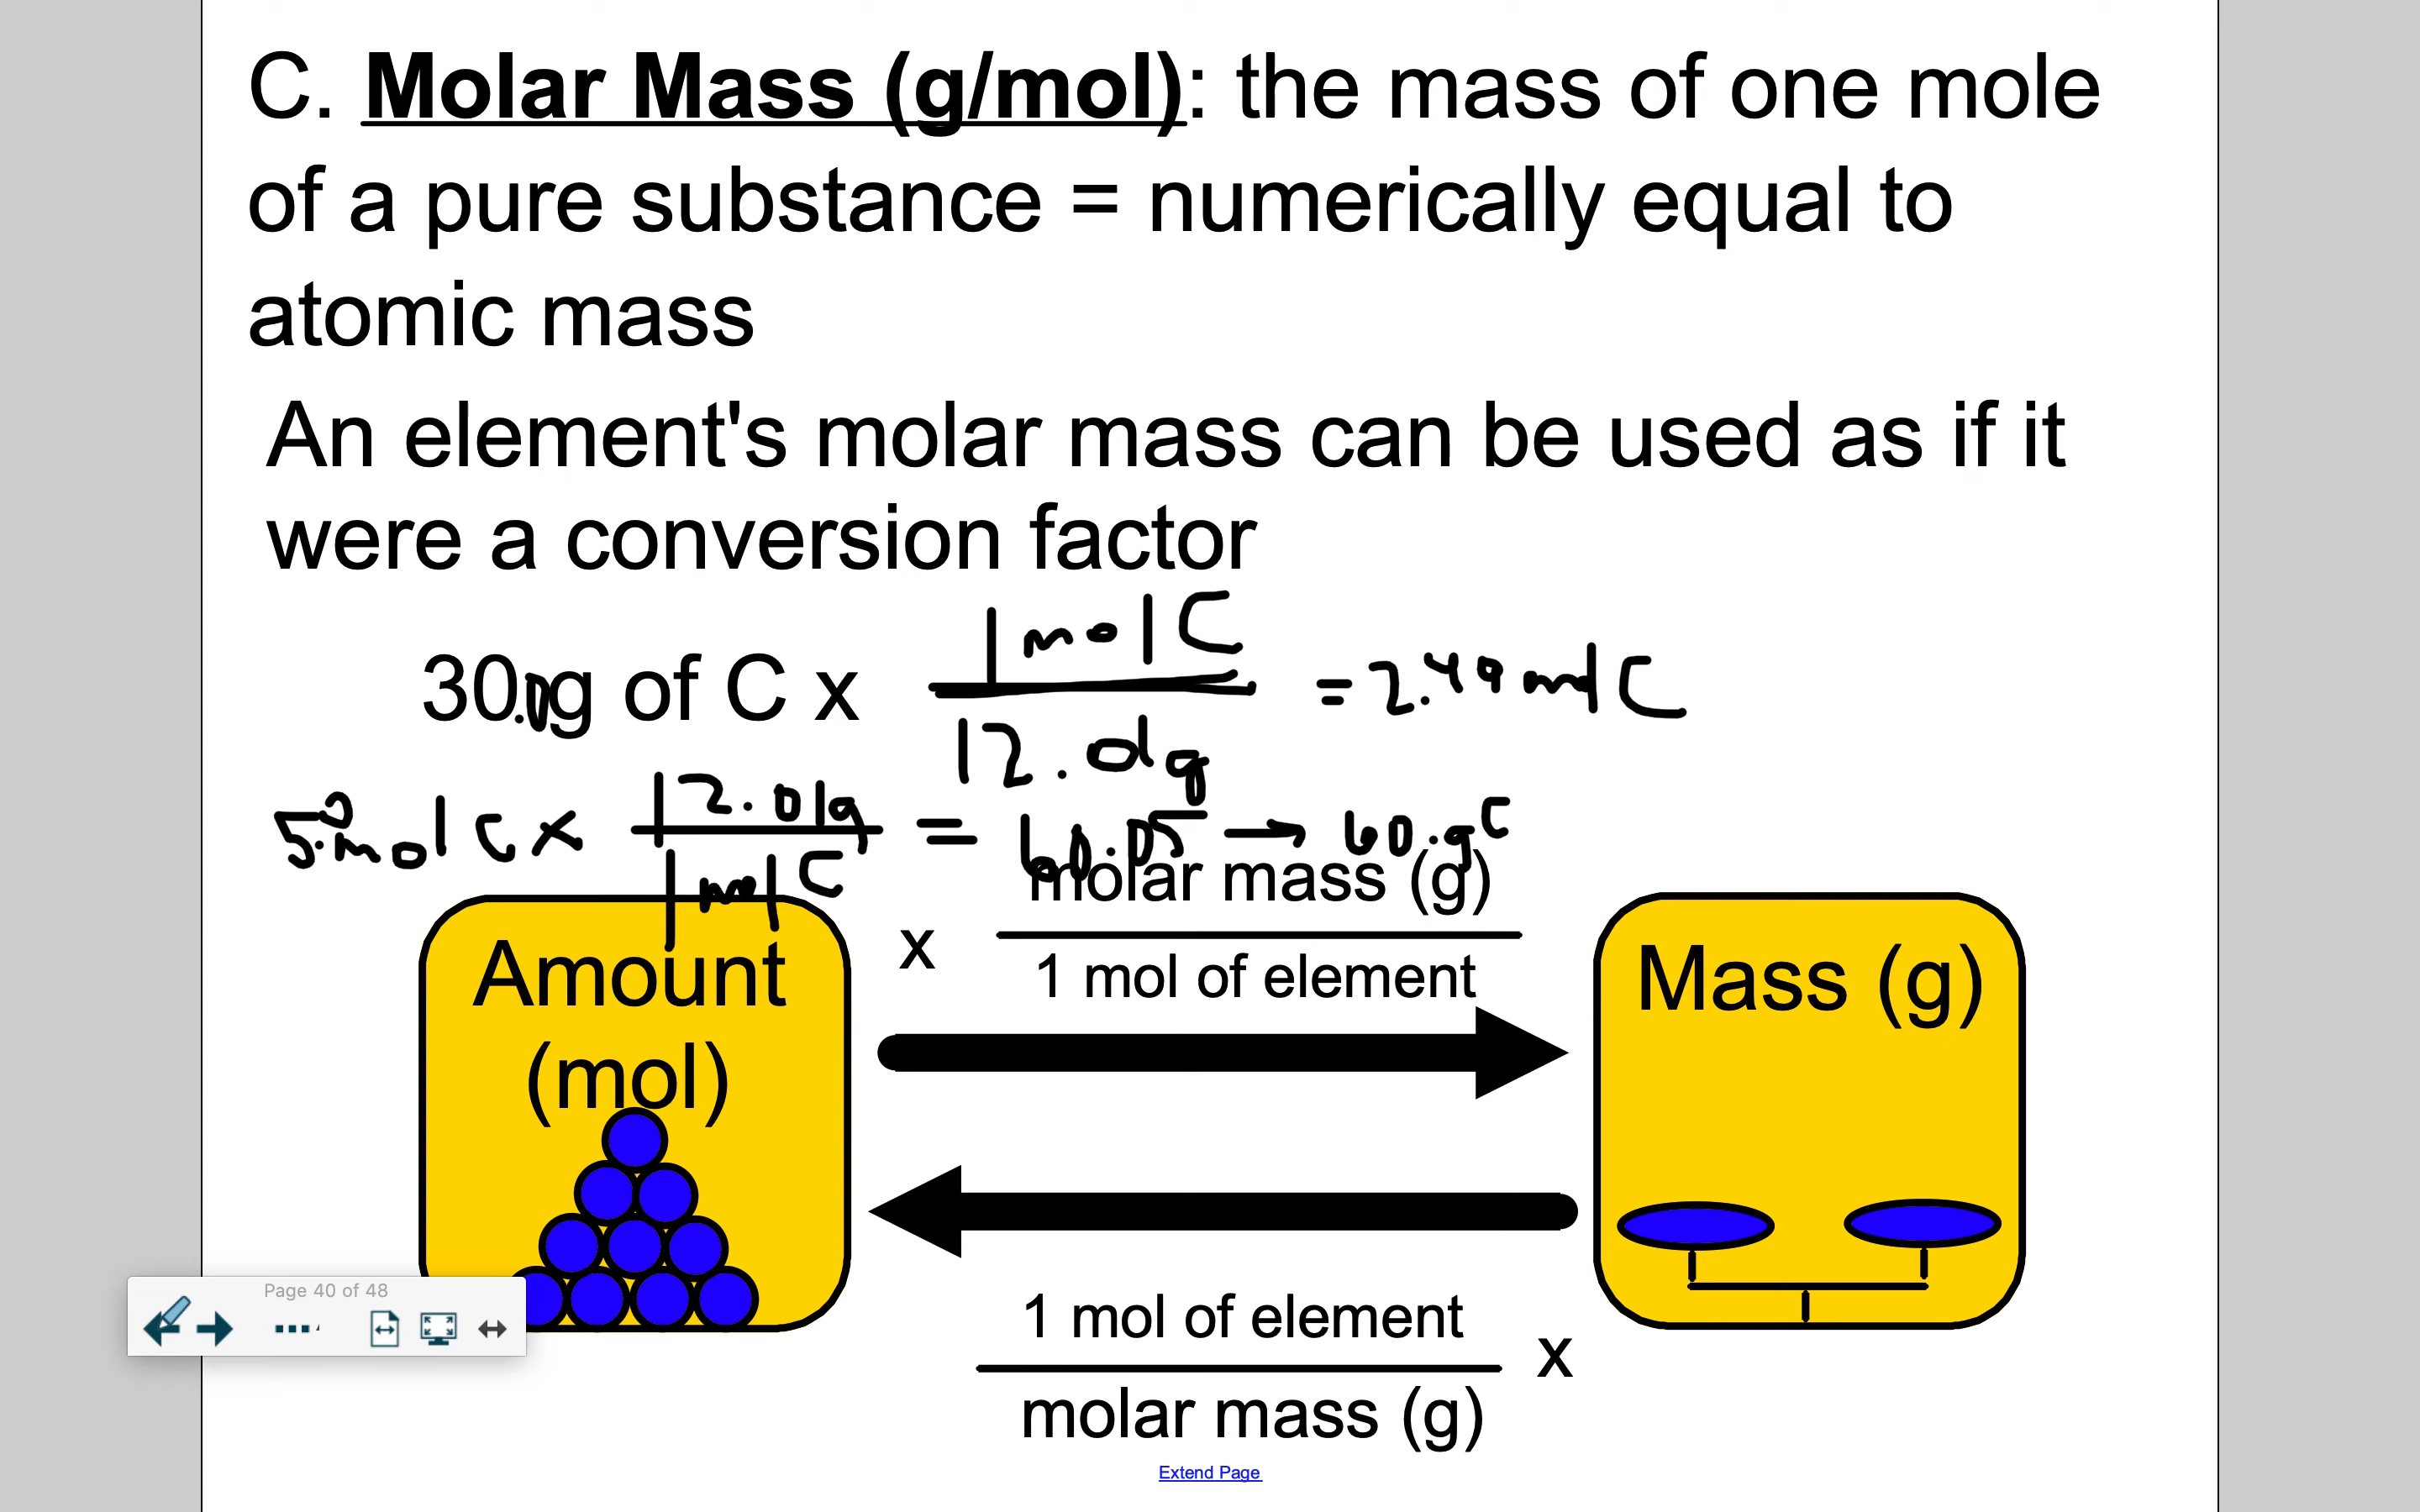 C. Molar Mass (g/mol): the mass of one mole
of a pure substance = numerically equal to
atomic mass
An element's molar mass can be used as if it
were a conversion factor
1 mol C
30.0g of C x
= 2.49 mol C
12.01g
5.0 mol C x
12.01g
1 mol C
= 60.05 → 60.g C
molar mass (g)
x
1 mol of element
Amount
(mol)
Mass (g)
1 mol of element
x
molar mass (g)
Page 40 of 48
Extend Page